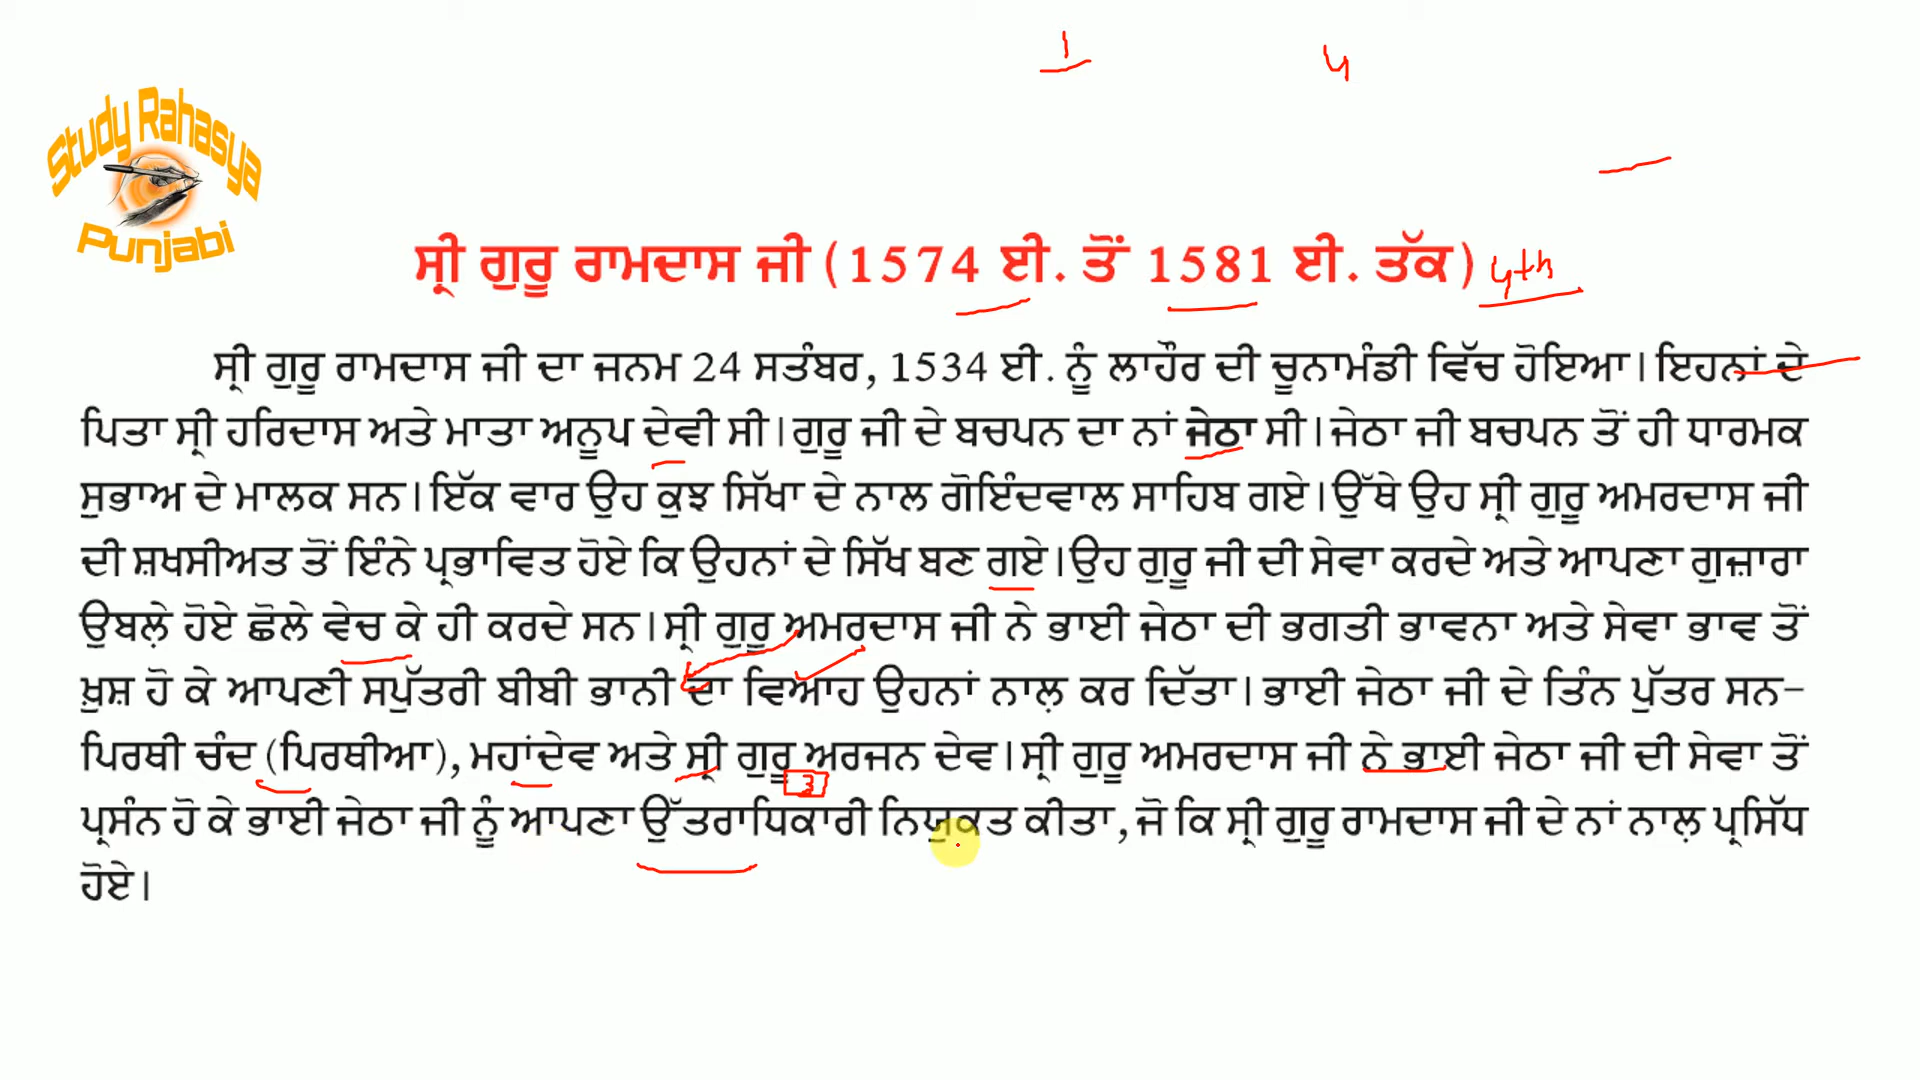 1
4
Study Rahasya
Punjabi
ਸ੍ਰੀ ਗੁਰੂ ਰਾਮਦਾਸ ਜੀ (1574 ਈ. ਤੋਂ 1581 ਈ. ਤੱਕ) 4th
ਸ੍ਰੀ ਗੁਰੂ ਰਾਮਦਾਸ ਜੀ ਦਾ ਜਨਮ 24 ਸਤੰਬਰ, 1534 ਈ. ਨੂੰ ਲਾਹੌਰ ਦੀ ਚੂਨਾਮੰਡੀ ਵਿੱਚ ਹੋਇਆ। ਇਹਨਾਂ ਦੇ
ਪਿਤਾ ਸ੍ਰੀ ਹਰਿਦਾਸ ਅਤੇ ਮਾਤਾ ਅਨੂਪ ਦੇਵੀ ਸੀ। ਗੁਰੂ ਜੀ ਦੇ ਬਚਪਨ ਦਾ ਨਾਂ ਜੇਠਾ ਸੀ। ਜੇਠਾ ਜੀ ਬਚਪਨ ਤੋਂ ਹੀ ਧਾਰਮਕ
ਸੁਭਾਅ ਦੇ ਮਾਲਕ ਸਨ। ਇੱਕ ਵਾਰ ਉਹ ਕੁਝ ਸਿੱਖਾ ਦੇ ਨਾਲ ਗੋਇੰਦਵਾਲ ਸਾਹਿਬ ਗਏ। ਉੱਥੇ ਉਹ ਸ੍ਰੀ ਗੁਰੂ ਅਮਰਦਾਸ ਜੀ
ਦੀ ਸ਼ਖਸੀਅਤ ਤੋਂ ਇੰਨੇ ਪ੍ਰਭਾਵਿਤ ਹੋਏ ਕਿ ਉਹਨਾਂ ਦੇ ਸਿੱਖ ਬਣ ਗਏ। ਉਹ ਗੁਰੂ ਜੀ ਦੀ ਸੇਵਾ ਕਰਦੇ ਅਤੇ ਆਪਣਾ ਗੁਜ਼ਾਰਾ
ਉਬਲ਼ੇ ਹੋਏ ਛੋਲੇ ਵੇਚ ਕੇ ਹੀ ਕਰਦੇ ਸਨ। ਸ੍ਰੀ ਗੁਰੂ ਅਮਰਦਾਸ ਜੀ ਨੇ ਭਾਈ ਜੇਠਾ ਦੀ ਭਗਤੀ ਭਾਵਨਾ ਅਤੇ ਸੇਵਾ ਭਾਵ ਤੋਂ
ਖ਼ੁਸ਼ ਹੋ ਕੇ ਆਪਣੀ ਸਪੁੱਤਰੀ ਬੀਬੀ ਭਾਨੀ ਦਾ ਵਿਆਹ ਉਹਨਾਂ ਨਾਲ਼ ਕਰ ਦਿੱਤਾ। ਭਾਈ ਜੇਠਾ ਜੀ ਦੇ ਤਿੰਨ ਪੁੱਤਰ ਸਨ–
ਪਿਰਥੀ ਚੰਦ (ਪਿਰਥੀਆ), ਮਹਾਂਦੇਵ ਅਤੇ ਸ੍ਰੀ ਗੁਰੂ ਅਰਜਨ ਦੇਵ। ਸ੍ਰੀ ਗੁਰੂ ਅਮਰਦਾਸ ਜੀ ਨੇ ਭਾਈ ਜੇਠਾ ਜੀ ਦੀ ਸੇਵਾ ਤੋਂ
3
ਪ੍ਰਸੰਨ ਹੋ ਕੇ ਭਾਈ ਜੇਠਾ ਜੀ ਨੂੰ ਆਪਣਾ ਉੱਤਰਾਧਿਕਾਰੀ ਨਿਯੁਕਤ ਕੀਤਾ, ਜੋ ਕਿ ਸ੍ਰੀ ਗੁਰੂ ਰਾਮਦਾਸ ਜੀ ਦੇ ਨਾਂ ਨਾਲ਼ ਪ੍ਰਸਿੱਧ
ਹੋਏ।